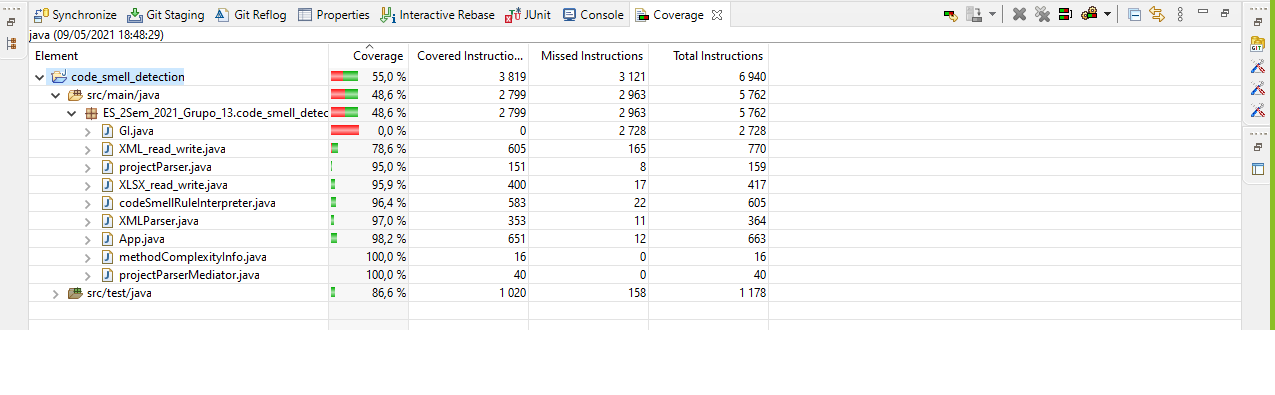 Synchronize Git Staging Git Reflog Properties Interactive Rebase JUnit Console Coverage
java (09/05/2021 18:48:29)
Element Coverage Covered Instructio... Missed Instructions Total Instructions
code_smell_detection 55,0 % 3 819 3 121 6 940
src/main/java 48,6 % 2 799 2 963 5 762
ES_2Sem_2021_Grupo_13.code_smell_detec 48,6 % 2 799 2 963 5 762
GI.java 0,0 % 0 2 728 2 728
XML_read_write.java 78,6 % 605 165 770
projectParser.java 95,0 % 151 8 159
XLSX_read_write.java 95,9 % 400 17 417
codeSmellRuleInterpreter.java 96,4 % 583 22 605
XMLParser.java 97,0 % 353 11 364
App.java 98,2 % 651 12 663
methodComplexityInfo.java 100,0 % 16 0 16
projectParserMediator.java 100,0 % 40 0 40
src/test/java 86,6 % 1 020 158 1 178
GIT